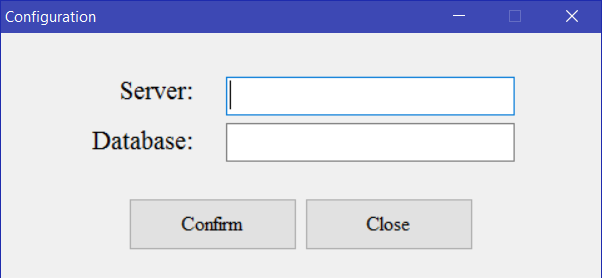 Configuration
Server:
Database:
Confirm Close